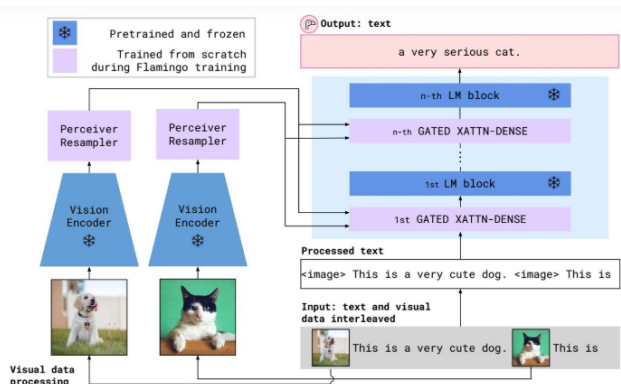 Output: text
a very serious cat.
Pretrained and frozen
Trained from scratch
during Flamingo training
n-th LM block
n-th GATED XATTN-DENSE
1st LM block
1st GATED XATTN-DENSE
Perceiver
Resampler
Perceiver
Resampler
Vision
Encoder
Vision
Encoder
Processed text
<image> This is a very cute dog. <image> This is
Input: text and visual
data interleaved
This is a very cute dog.
This is
Visual data
processing